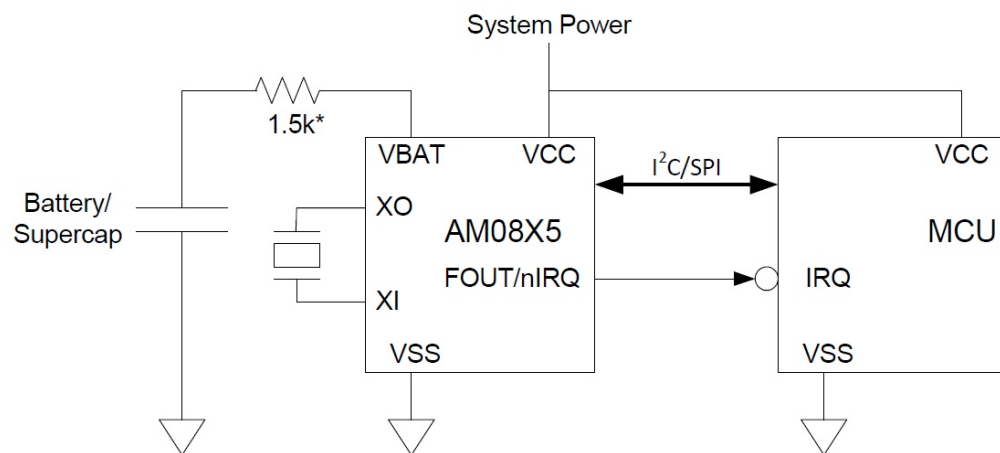 System Power
1.5k*
VBAT
VCC
I²C/SPI
VCC
Battery/
Supercap
XO
AM08X5
MCU
XI
FOUT/nIRQ
IRQ
VSS
VSS